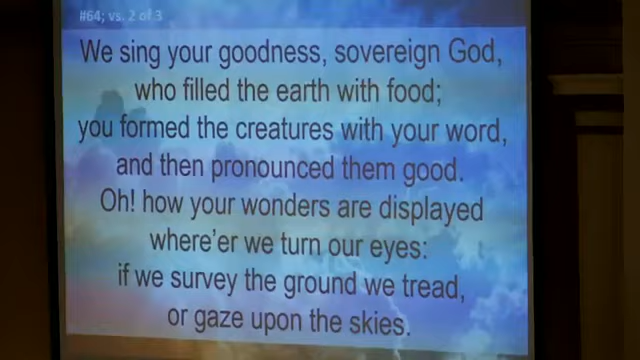 #64; vs. 2 of 3
We sing your goodness, sovereign God,
who filled the earth with food;
you formed the creatures with your word,
and then pronounced them good.
Oh! how your wonders are displayed
where'er we turn our eyes:
if we survey the ground we tread,
or gaze upon the skies.